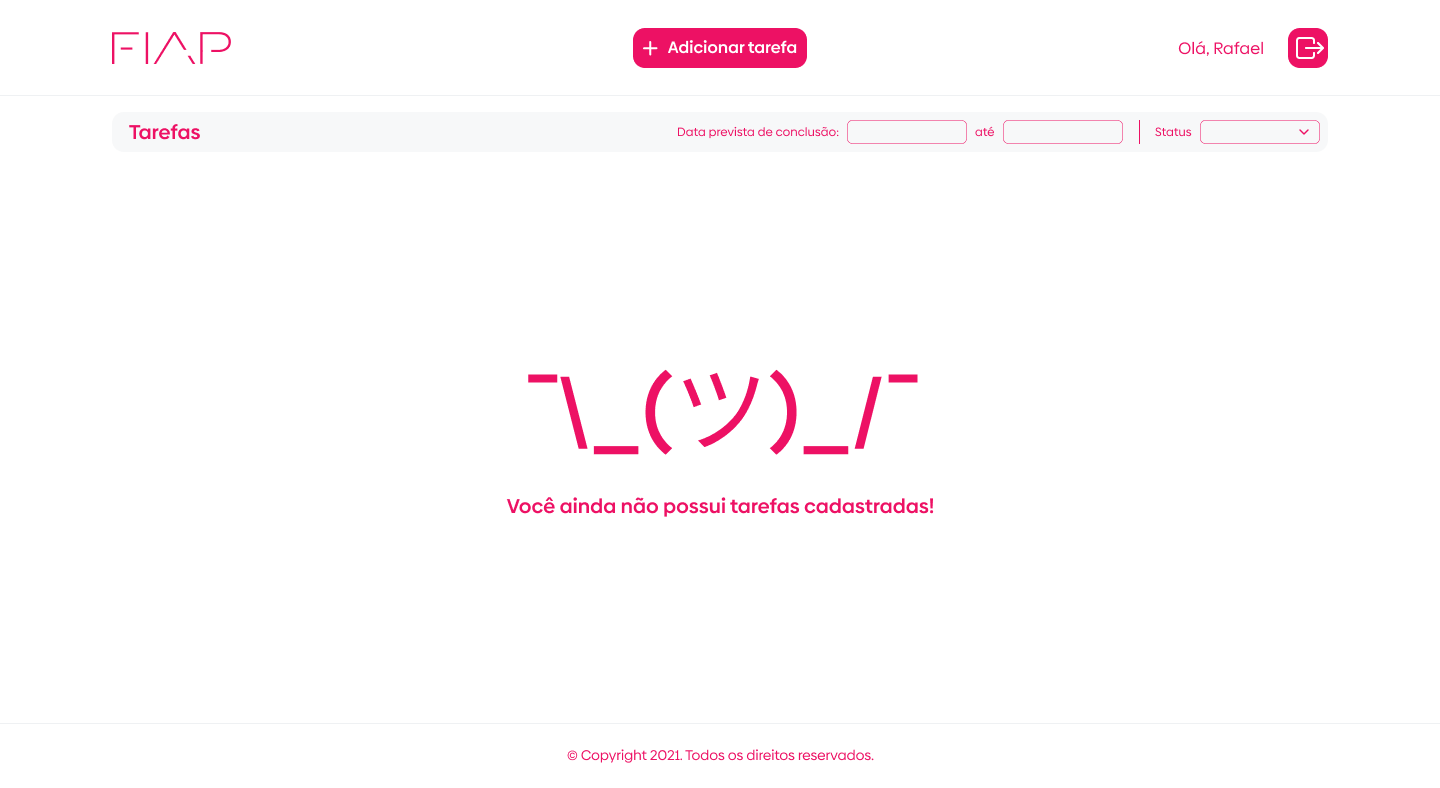 FIAP
+ Adicionar tarefa
Olá, Rafael
Tarefas
Data prevista de conclusão:
até
Status
¯\_(ツ)_/¯
Você ainda não possui tarefas cadastradas!
© Copyright 2021. Todos os direitos reservados.